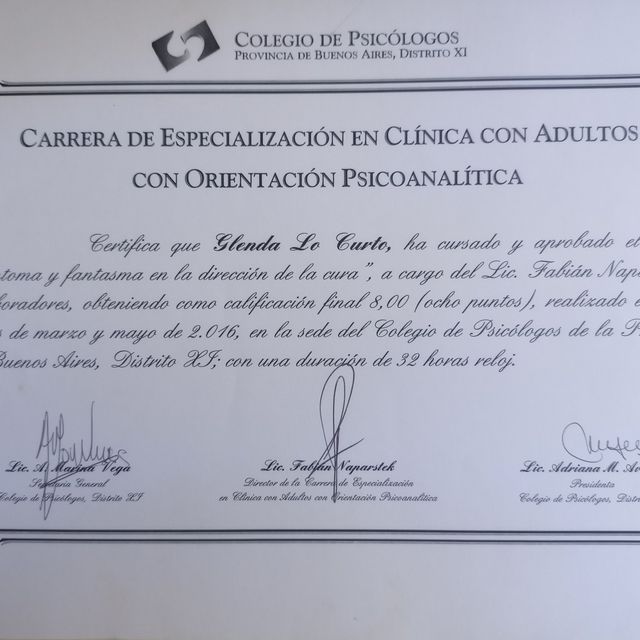 COLEGIO DE PSICÓLOGOS
PROVINCIA DE BUENOS AIRES, DISTRITO XI
CARRERA DE ESPECIALIZACIÓN EN CLÍNICA CON ADULTOS
CON ORIENTACIÓN PSICOANALÍTICA
Certifica que Glenda Lo Curto, ha cursado y aprobado el
toma y fantasma en la dirección de la cura", a cargo del Lic. Fabián Nap
boradores, obteniendo como calificación final 8,00 (ocho puntos), realizado e
s de marzo y mayo de 2.016, en la sede del Colegio de Psicólogos de la P
Buenos Aires, Distrito XI; con una duración de 32 horas reloj.
Lic. A. Marina Vega Lic. Fabián Naparstek Lic. Adriana M.
Secretaria General Director de la Carrera de Especialización Presidenta
Colegio de Psicólogos, Distrito XI en Clínica con Adultos con Orientación Psicoanalítica Colegio de Psicólogos,